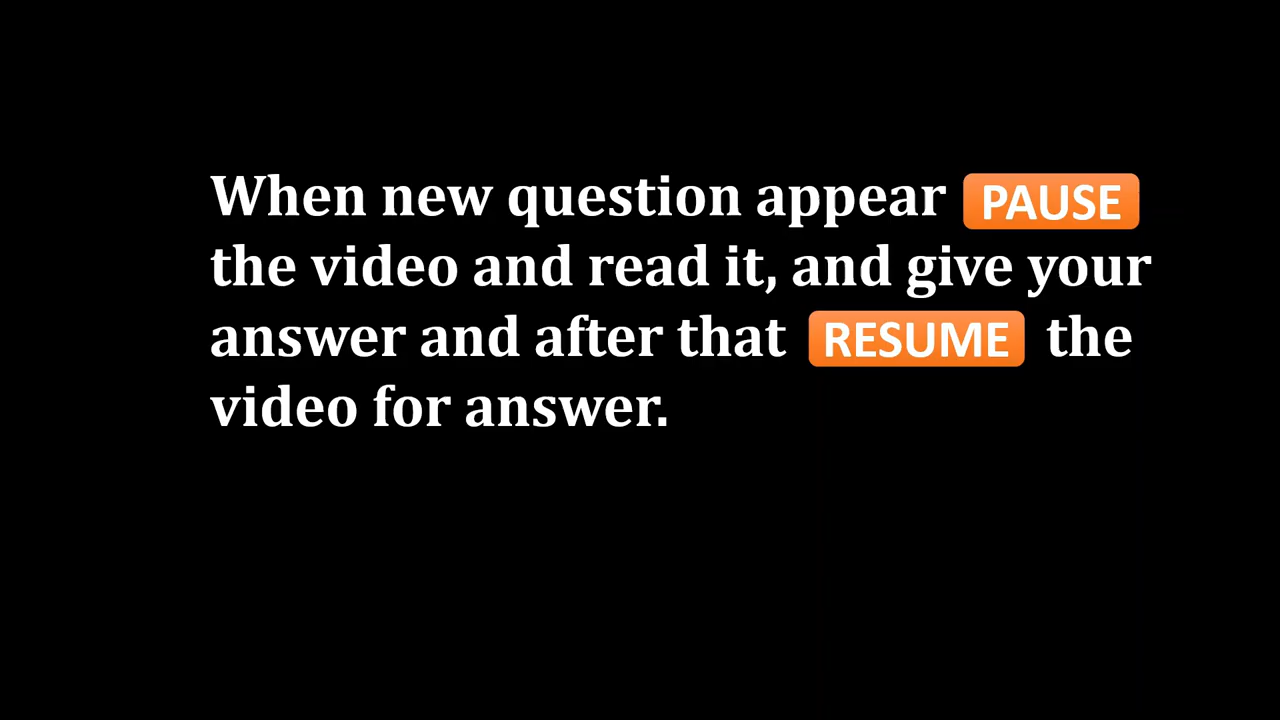 When new question appear PAUSE
the video and read it, and give your
answer and after that RESUME the
video for answer.